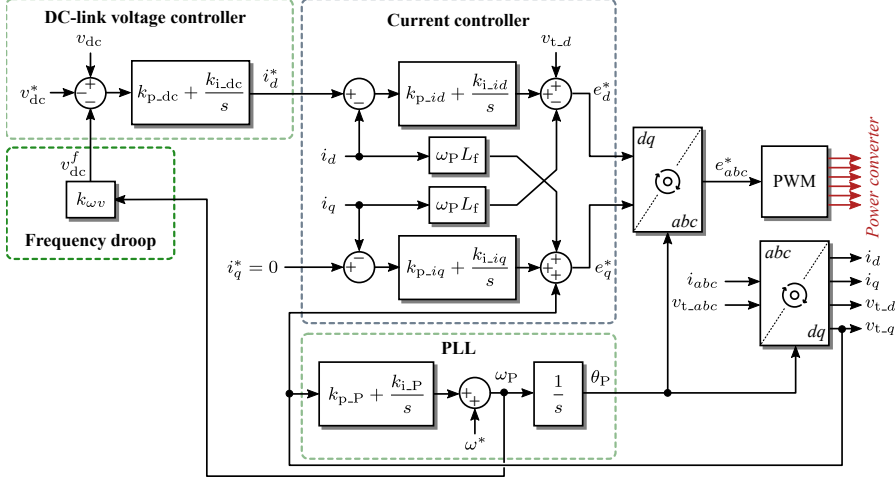 DC-link voltage controller
Current controller
v_dc
v_t_d
v*_dc
+
−
k_p_dc + k_i_dc/s
i*_d
+
−
k_p_id + k_i_id/s
+
+
−
e*_d
i_d
ω_P L_f
dq
abc
e*_abc
PWM
Power converter
v^f_dc
k_ωv
Frequency droop
i_q
ω_P L_f
i*_q = 0
+
−
k_p_iq + k_i_iq/s
+
+
+
e*_q
abc
dq
i_abc
v_t_abc
i_d
i_q
v_t_d
v_t_q
PLL
k_p_P + k_i_P/s
+
+
ω_P
1/s
θ_P
ω*